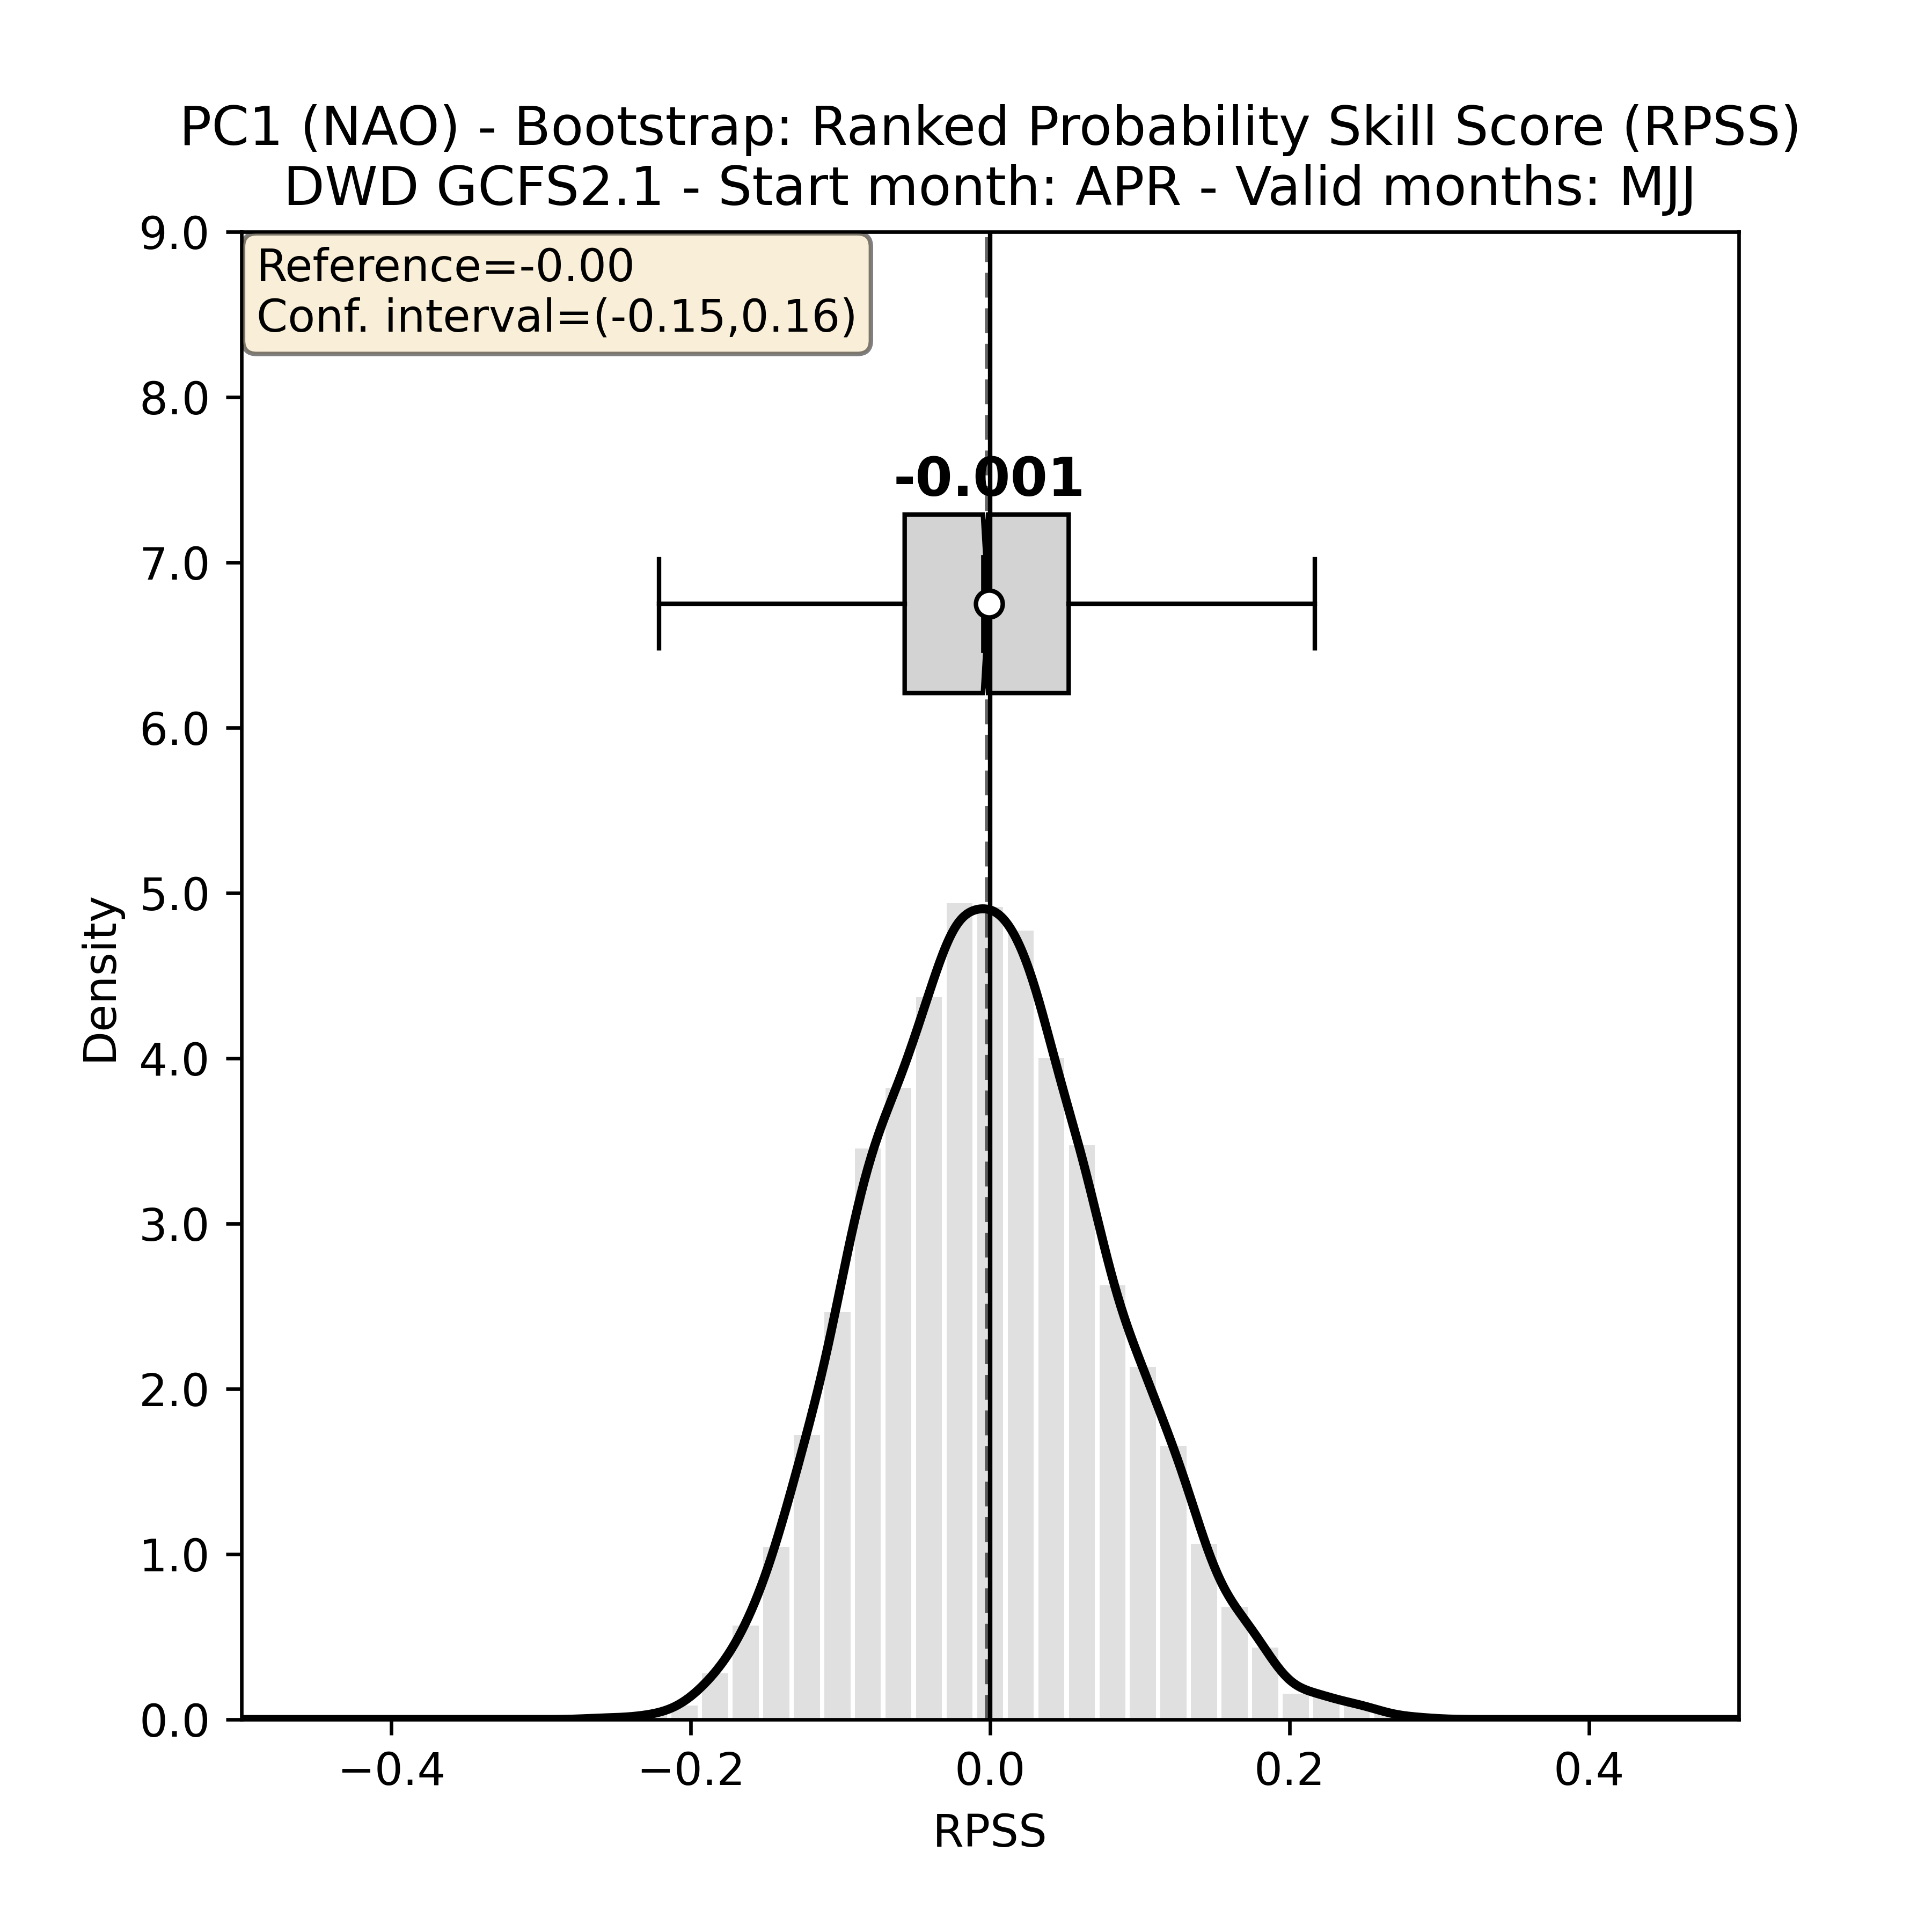 PC1 (NAO) - Bootstrap: Ranked Probability Skill Score (RPSS)
DWD GCFS2.1 - Start month: APR - Valid months: MJJ
9.0
Reference=-0.00
Conf. interval=(-0.15,0.16)
8.0
-0.001
7.0
6.0
5.0
Density
4.0
3.0
2.0
1.0
0.0
−0.4 −0.2 0.0 0.2 0.4
RPSS